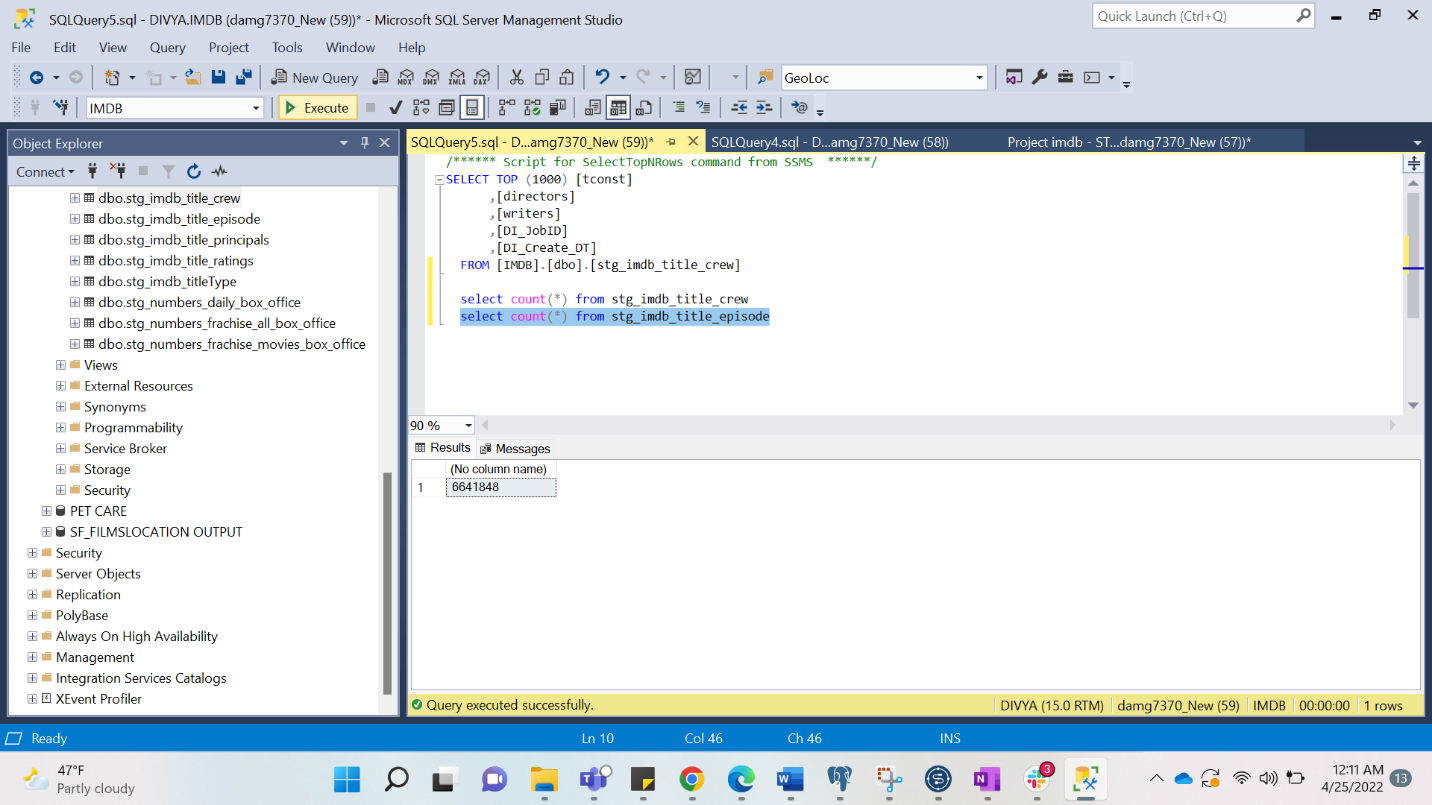 SQLQuery5.sql - DIVYA.IMDB (damg7370_New (59))* - Microsoft SQL Server Management Studio
Quick Launch (Ctrl+Q)
File Edit View Query Project Tools Window Help
New Query
MDX
DMX
XMLA
DAX
GeoLoc
IMDB
Execute
Object Explorer
Connect
dbo.stg_imdb_title_crew
dbo.stg_imdb_title_episode
dbo.stg_imdb_title_principals
dbo.stg_imdb_title_ratings
dbo.stg_imdb_titleType
dbo.stg_numbers_daily_box_office
dbo.stg_numbers_frachise_all_box_office
dbo.stg_numbers_frachise_movies_box_office
Views
External Resources
Synonyms
Programmability
Service Broker
Storage
Security
PET CARE
SF_FILMSLOCATION OUTPUT
Security
Server Objects
Replication
PolyBase
Always On High Availability
Management
Integration Services Catalogs
XEvent Profiler
SQLQuery5.sql - D...amg7370_New (59))*
SQLQuery4.sql - D...amg7370_New (58))
Project imdb - ST...damg7370_New (57))*
/****** Script for SelectTopNRows command from SSMS ******/
SELECT TOP (1000) [tconst]
,[directors]
,[writers]
,[DI_JobID]
,[DI_Create_DT]
FROM [IMDB].[dbo].[stg_imdb_title_crew]
select count(*) from stg_imdb_title_crew
select count(*) from stg_imdb_title_episode
90 %
Results Messages
(No column name)
1 6641848
Query executed successfully.
DIVYA (15.0 RTM) damg7370_New (59) IMDB 00:00:00 1 rows
Ready Ln 10 Col 46 Ch 46 INS
47°F
Partly cloudy
3
12:11 AM
4/25/2022
13